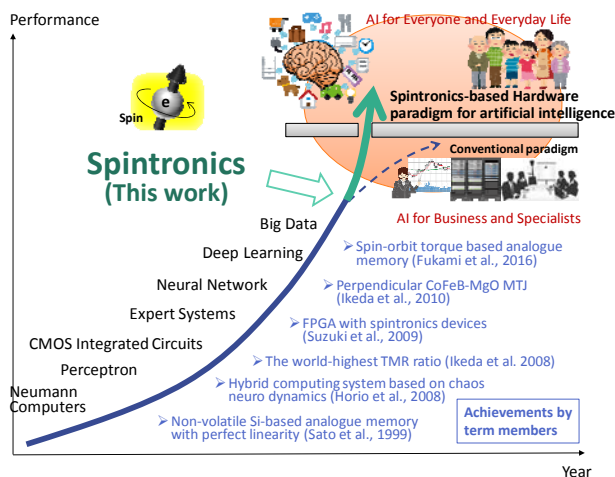 Performance
AI for Everyone and Everyday Life
e
Spin
Spintronics-based Hardware
paradigm for artificial intelligence
Conventional paradigm
Spintronics
(This work)
AI for Business and Specialists
Big Data
Deep Learning
Neural Network
Expert Systems
CMOS Integrated Circuits
Perceptron
Neumann
Computers
➢ Spin-orbit torque based analogue
memory (Fukami et al., 2016)
➢ Perpendicular CoFeB-MgO MTJ
(Ikeda et al., 2010)
➢ FPGA with spintronics devices
(Suzuki et al., 2009)
➢ The world-highest TMR ratio (Ikeda et al. 2008)
➢ Hybrid computing system based on chaos
neuro dynamics (Horio et al., 2008)
➢ Non-volatile Si-based analogue memory
with perfect linearity (Sato et al., 1999)
Achievements by
term members
Year